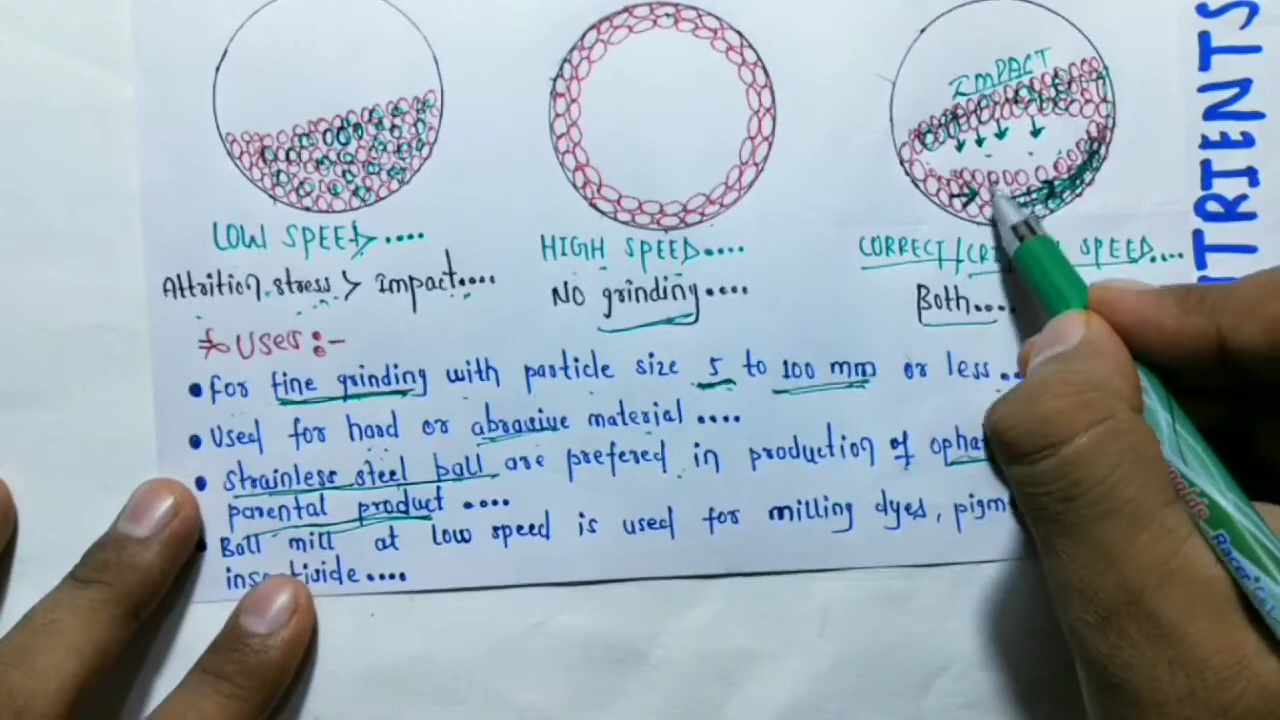 IMPACT
LOW SPEED....
HIGH SPEED....
CORRECT / SPEED....
Attrition stress > Impact....
NO grinding....
Both....
* Uses :-
• For fine grinding with particle size 5 to 100 mm or less..
• Used for hard or abrasive material ....
• Strainless steel ball are prefered in production of
parental product ....
• Ball mill at low speed is used for milling dyes,
TRIENTS
Racer